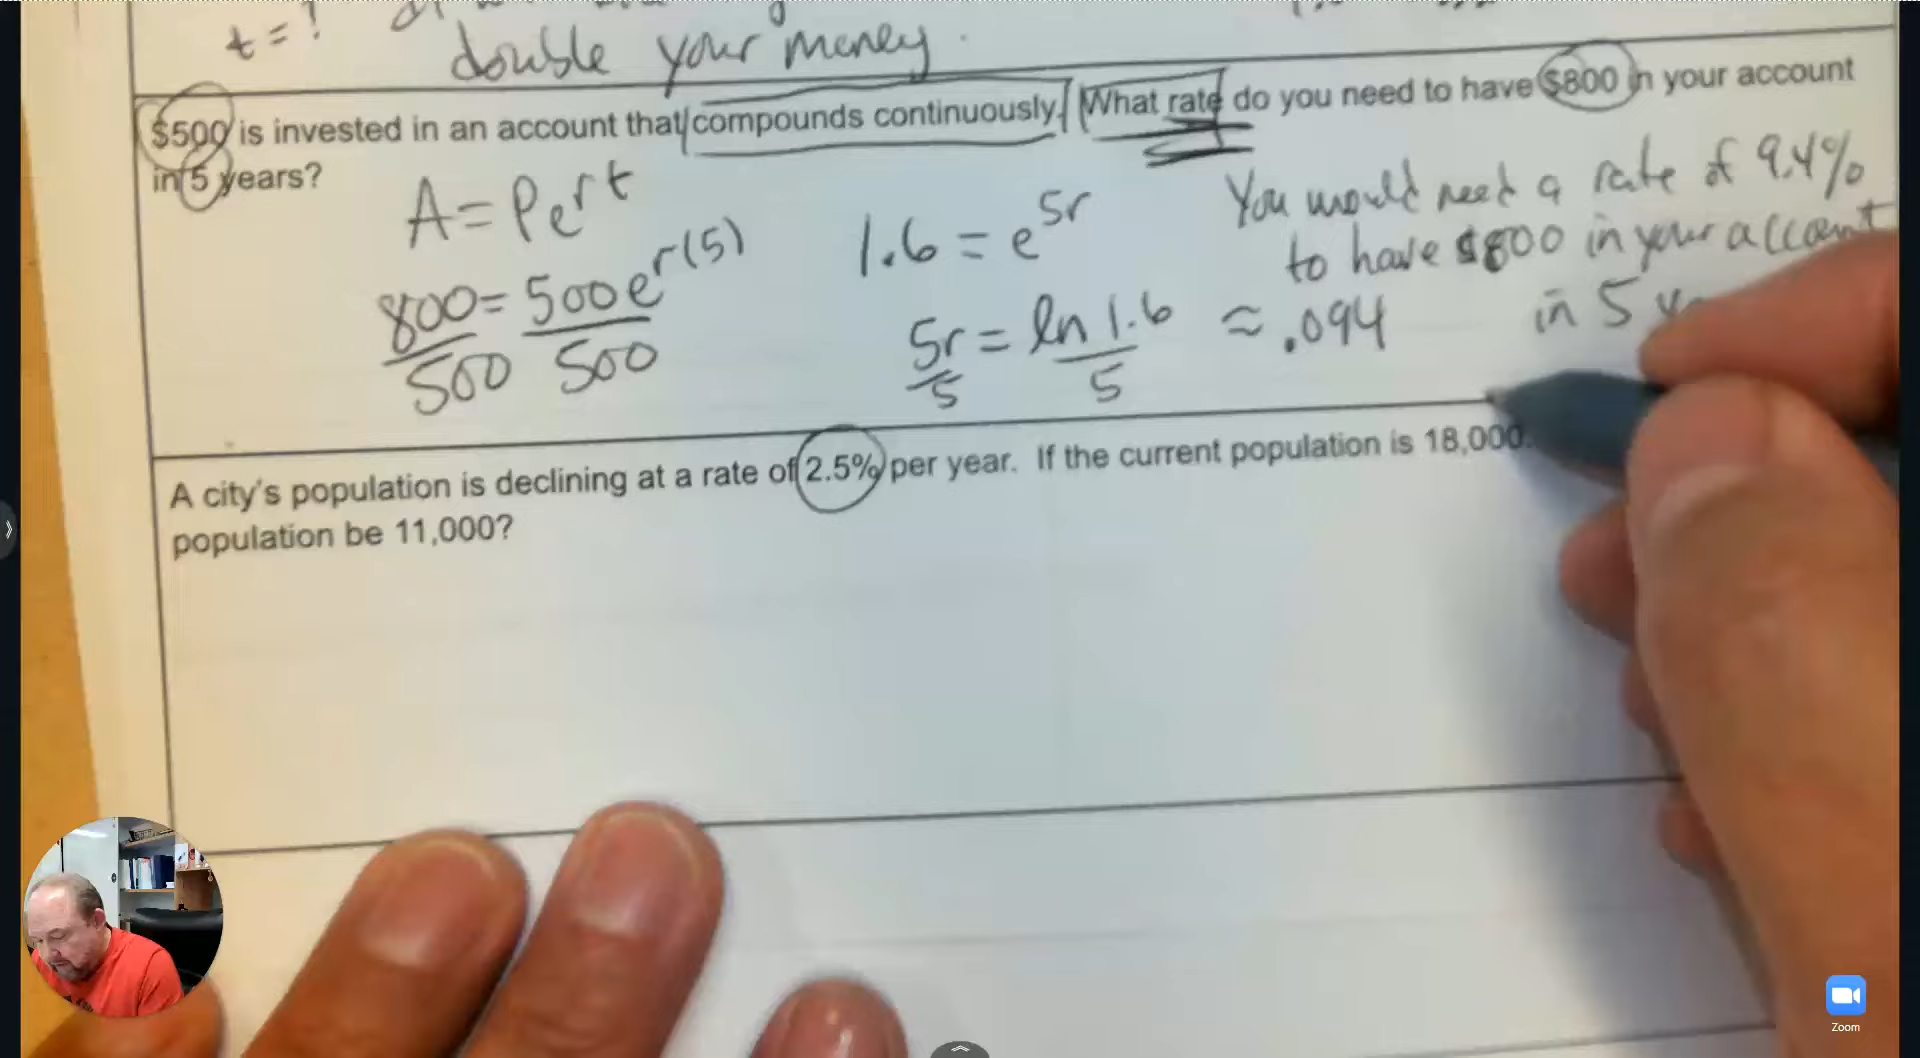 t = ?
double your money.
$500 is invested in an account that compounds continuously. What rate do you need to have $800 in your account
in 5 years?
A = Pe^rt
800 = 500e^r(5)
500 500
1.6 = e^5r
5r = ln 1.6 ≈ .094
5 5
You would need a rate of 9.4%
to have $800 in your account
in 5
A city's population is declining at a rate of 2.5% per year. If the current population is 18,000.
population be 11,000?
Zoom